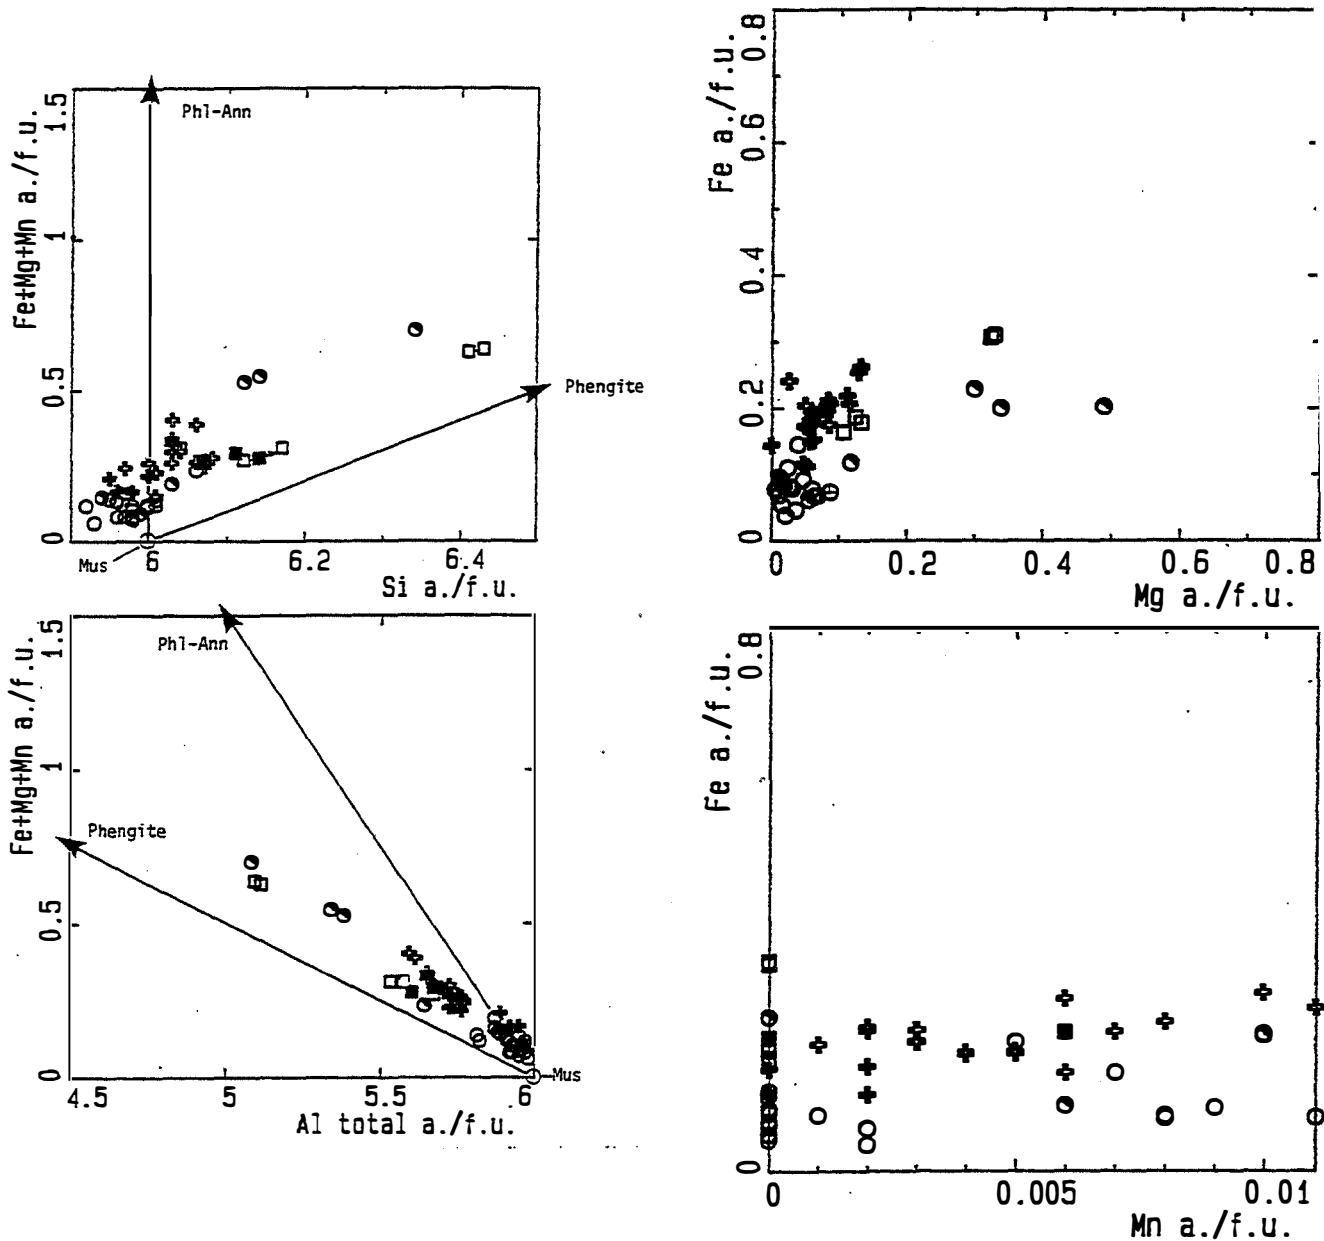 1.5
1
0.5
0
Fe+Mg+Mn a./f.u.
Phl-Ann
Phengite
Mus
6
6.2
6.4
Si a./f.u.
0.8
0.6
0.4
0.2
0
Fe a./f.u.
0
0.2
0.4
0.6
0.8
Mg a./f.u.
1.5
1
0.5
0
Fe+Mg+Mn a./f.u.
Phl-Ann
Phengite
Mus
4.5
5
5.5
6
Al total a./f.u.
0.8
0
Fe a./f.u.
0
0.005
0.01
Mn a./f.u.